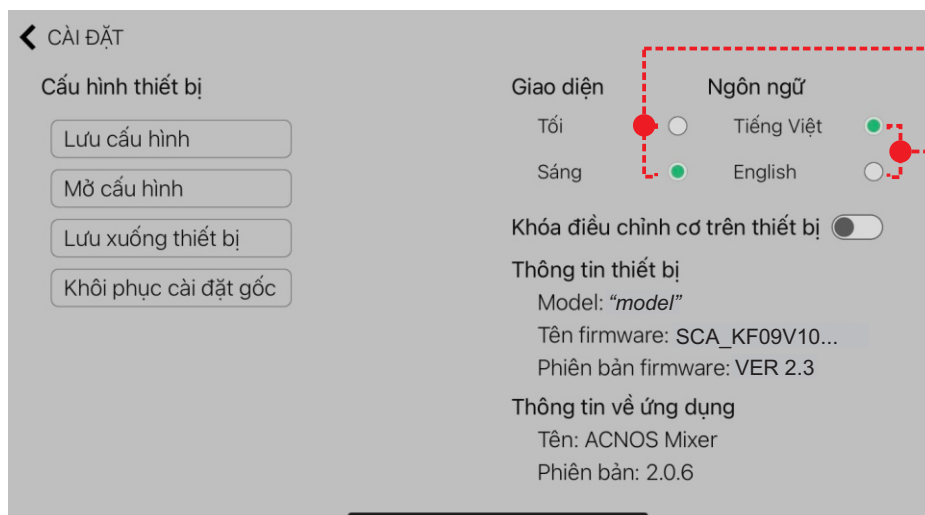 CÀI ĐẶT
Cấu hình thiết bị
Lưu cấu hình
Mở cấu hình
Lưu xuống thiết bị
Khôi phục cài đặt gốc
Giao diện
Tối
Sáng
Ngôn ngữ
Tiếng Việt
English
Khóa điều chỉnh cơ trên thiết bị
Thông tin thiết bị
Model: “model”
Tên firmware: SCA_KF09V10...
Phiên bản firmware: VER 2.3
Thông tin về ứng dụng
Tên: ACNOS Mixer
Phiên bản: 2.0.6